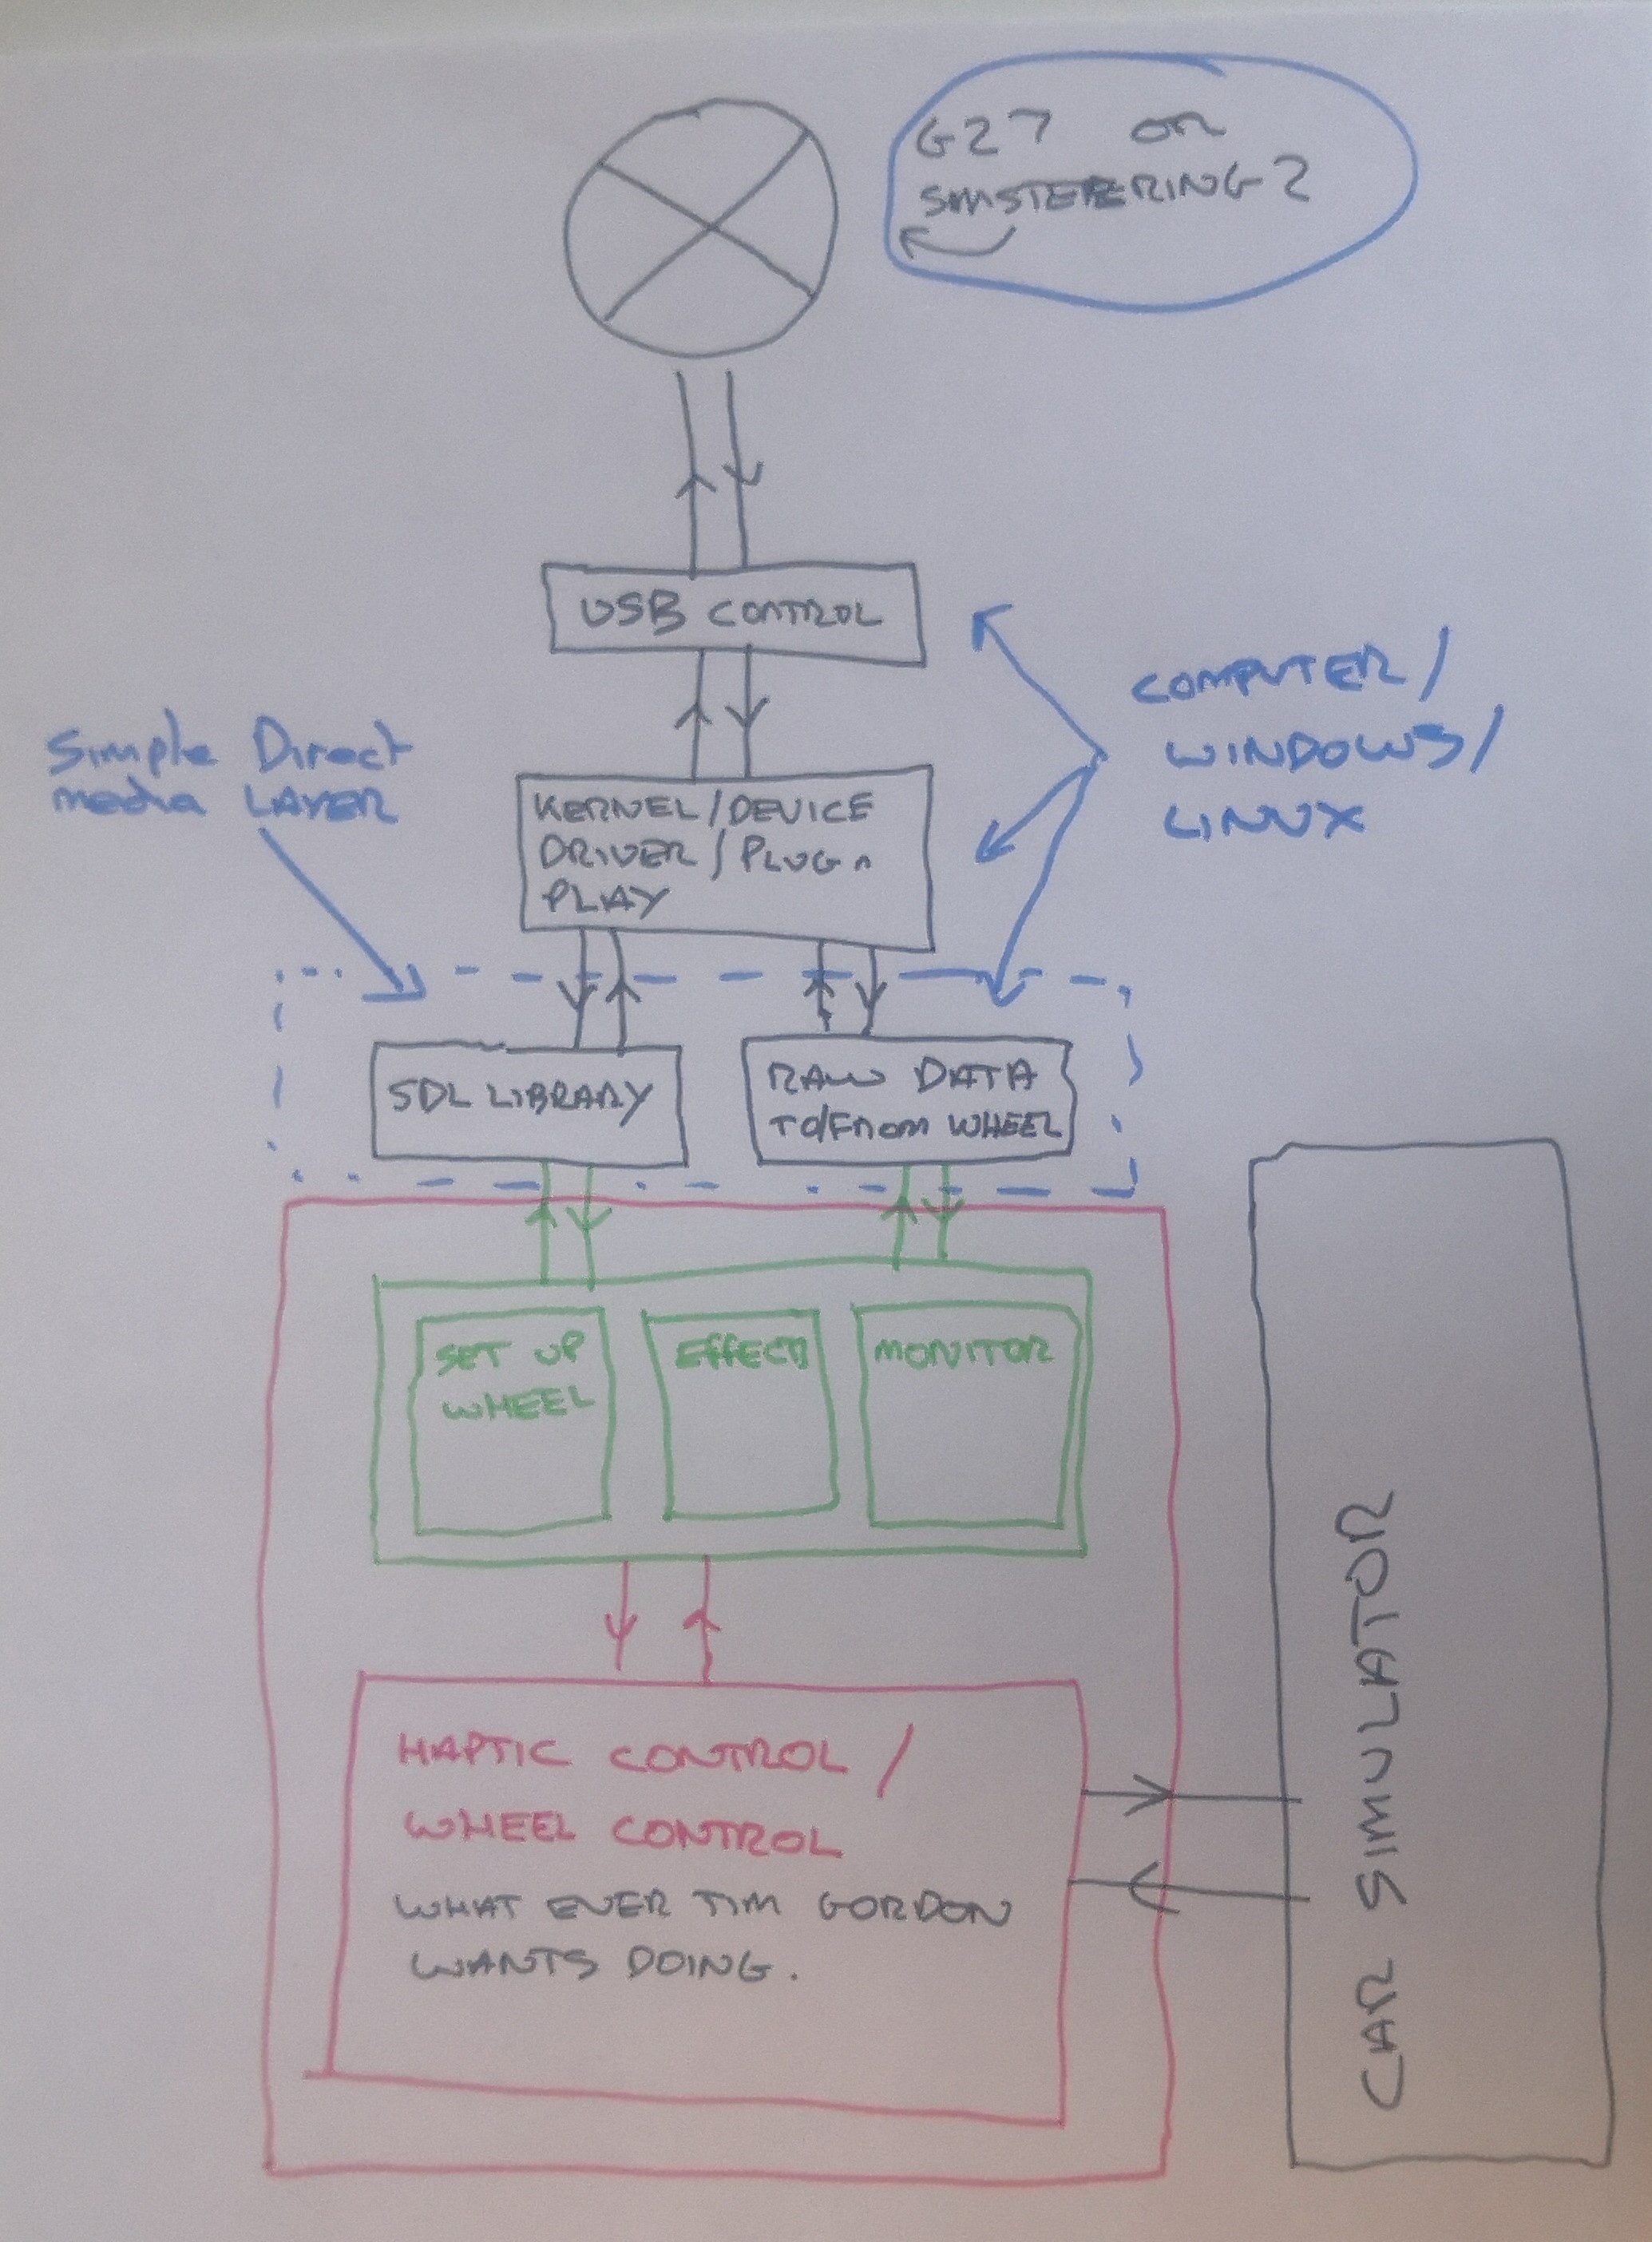 G27 OR
SIMSTEERING 2
USB CONTROL
COMPUTER/
WINDOWS/
LINUX
Simple Direct
media LAYER
KERNEL/DEVICE
DRIVER/PLUG n
PLAY
SDL LIBRARY
RAW DATA
TO/FROM WHEEL
SET UP
WHEEL
EFFECTS
MONITOR
HAPTIC CONTROL /
WHEEL CONTROL
WHAT EVER TIM GORDON
WANTS DOING.
CAR SIMULATOR